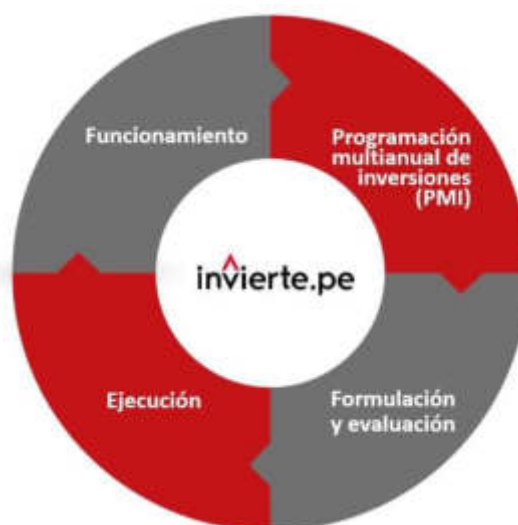 Funcionamiento
Programación
multianual de
inversiones
(PMI)
invierte.pe
Ejecución
Formulación
y evaluación